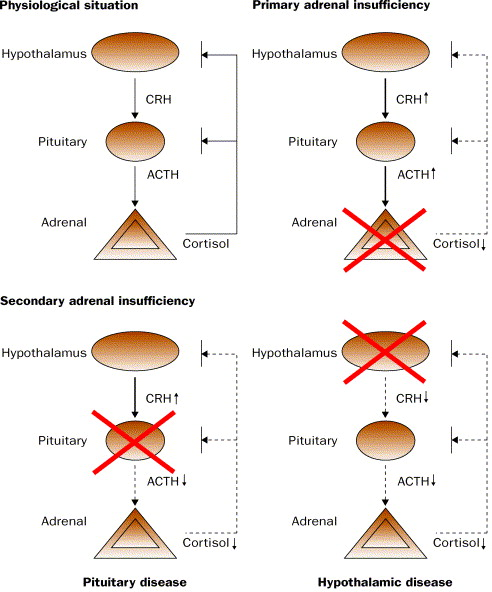 Physiological situation
Hypothalamus
CRH
Pituitary
ACTH
Adrenal
Cortisol
Primary adrenal insufficiency
Hypothalamus
CRH↑
Pituitary
ACTH↑
Adrenal
Cortisol↓
Secondary adrenal insufficiency
Hypothalamus
CRH↑
Pituitary
ACTH↓
Adrenal
Cortisol↓
Pituitary disease
Hypothalamus
CRH↓
Pituitary
ACTH↓
Adrenal
Cortisol↓
Hypothalamic disease